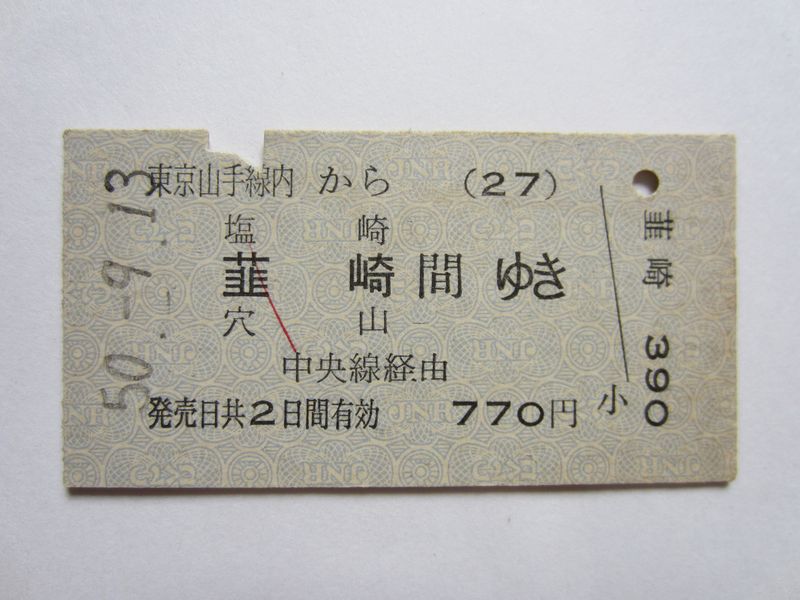 東京山手線内 から (27)
塩崎
韮崎間ゆき
穴山
中央線経由
発売日共2日間有効 770円
小
韮崎 390
50.-9.13